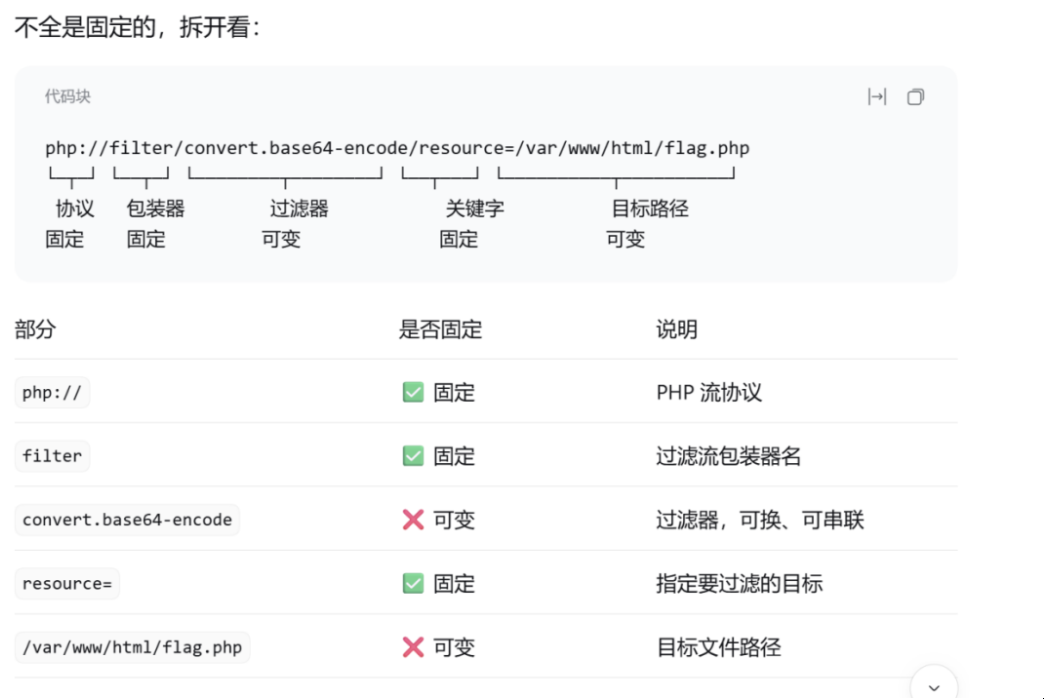 不全是固定的，拆开看：
代码块
php://filter/convert.base64-encode/resource=/var/www/html/flag.php
协议 包装器 过滤器 关键字 目标路径
固定 固定 可变 固定 可变
部分 是否固定 说明
php:// ✅ 固定 PHP 流协议
filter ✅ 固定 过滤流包装器名
convert.base64-encode ❌ 可变 过滤器，可换、可串联
resource= ✅ 固定 指定要过滤的目标
/var/www/html/flag.php ❌ 可变 目标文件路径